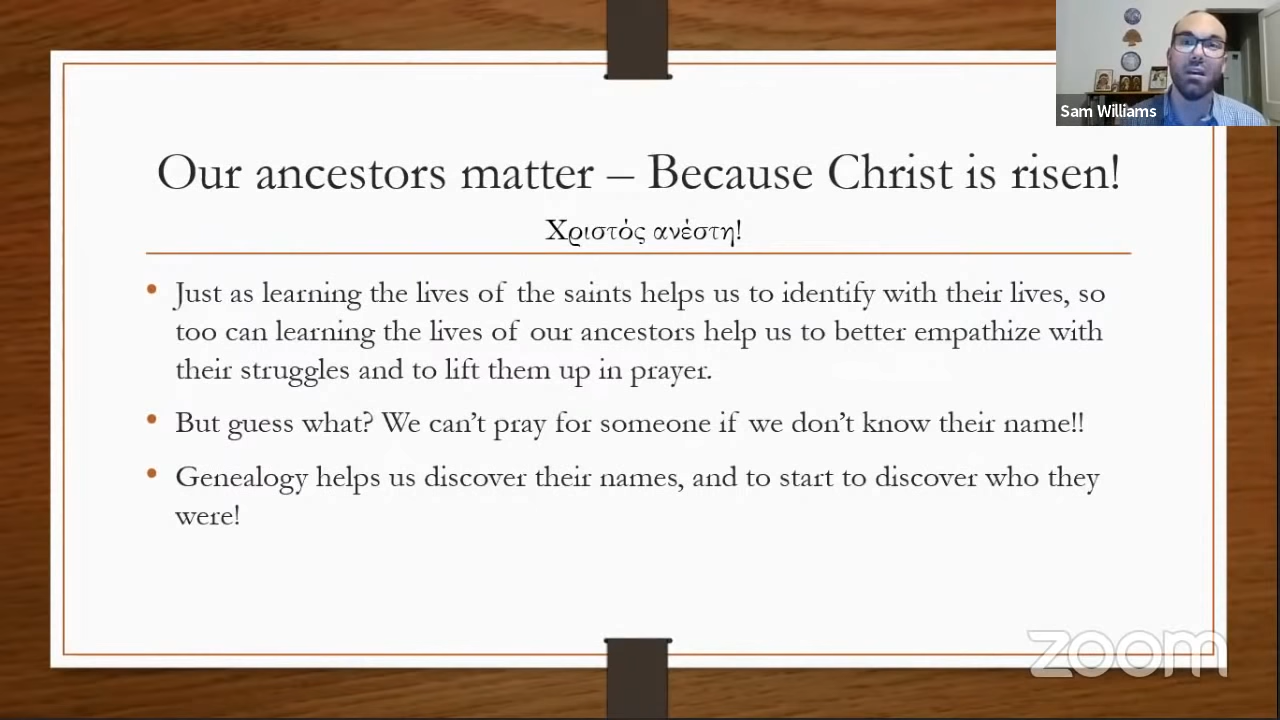 Sam Williams
Our ancestors matter – Because Christ is risen!
Χριστός ανέστη!
• Just as learning the lives of the saints helps us to identify with their lives, so
too can learning the lives of our ancestors help us to better empathize with
their struggles and to lift them up in prayer.
• But guess what? We can’t pray for someone if we don’t know their name!!
• Genealogy helps us discover their names, and to start to discover who they
were!
zoom